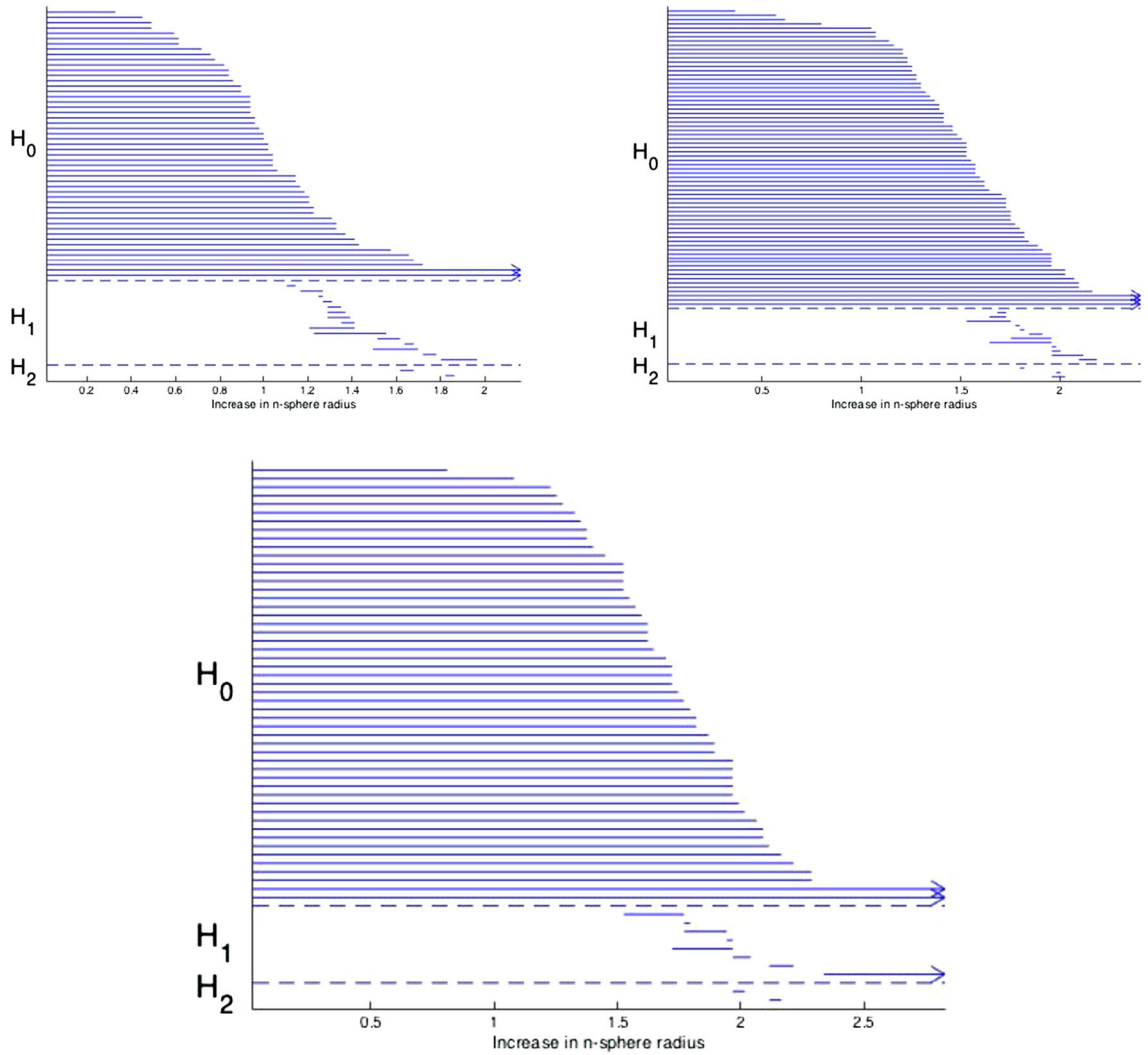 H0
H1
H2
0.2 0.4 0.6 0.8 1 1.2 1.4 1.6 1.8 2
Increase in n-sphere radius
H0
H1
H2
0.5 1 1.5 2
Increase in n-sphere radius
H0
H1
H2
0.5 1 1.5 2 2.5
Increase in n-sphere radius